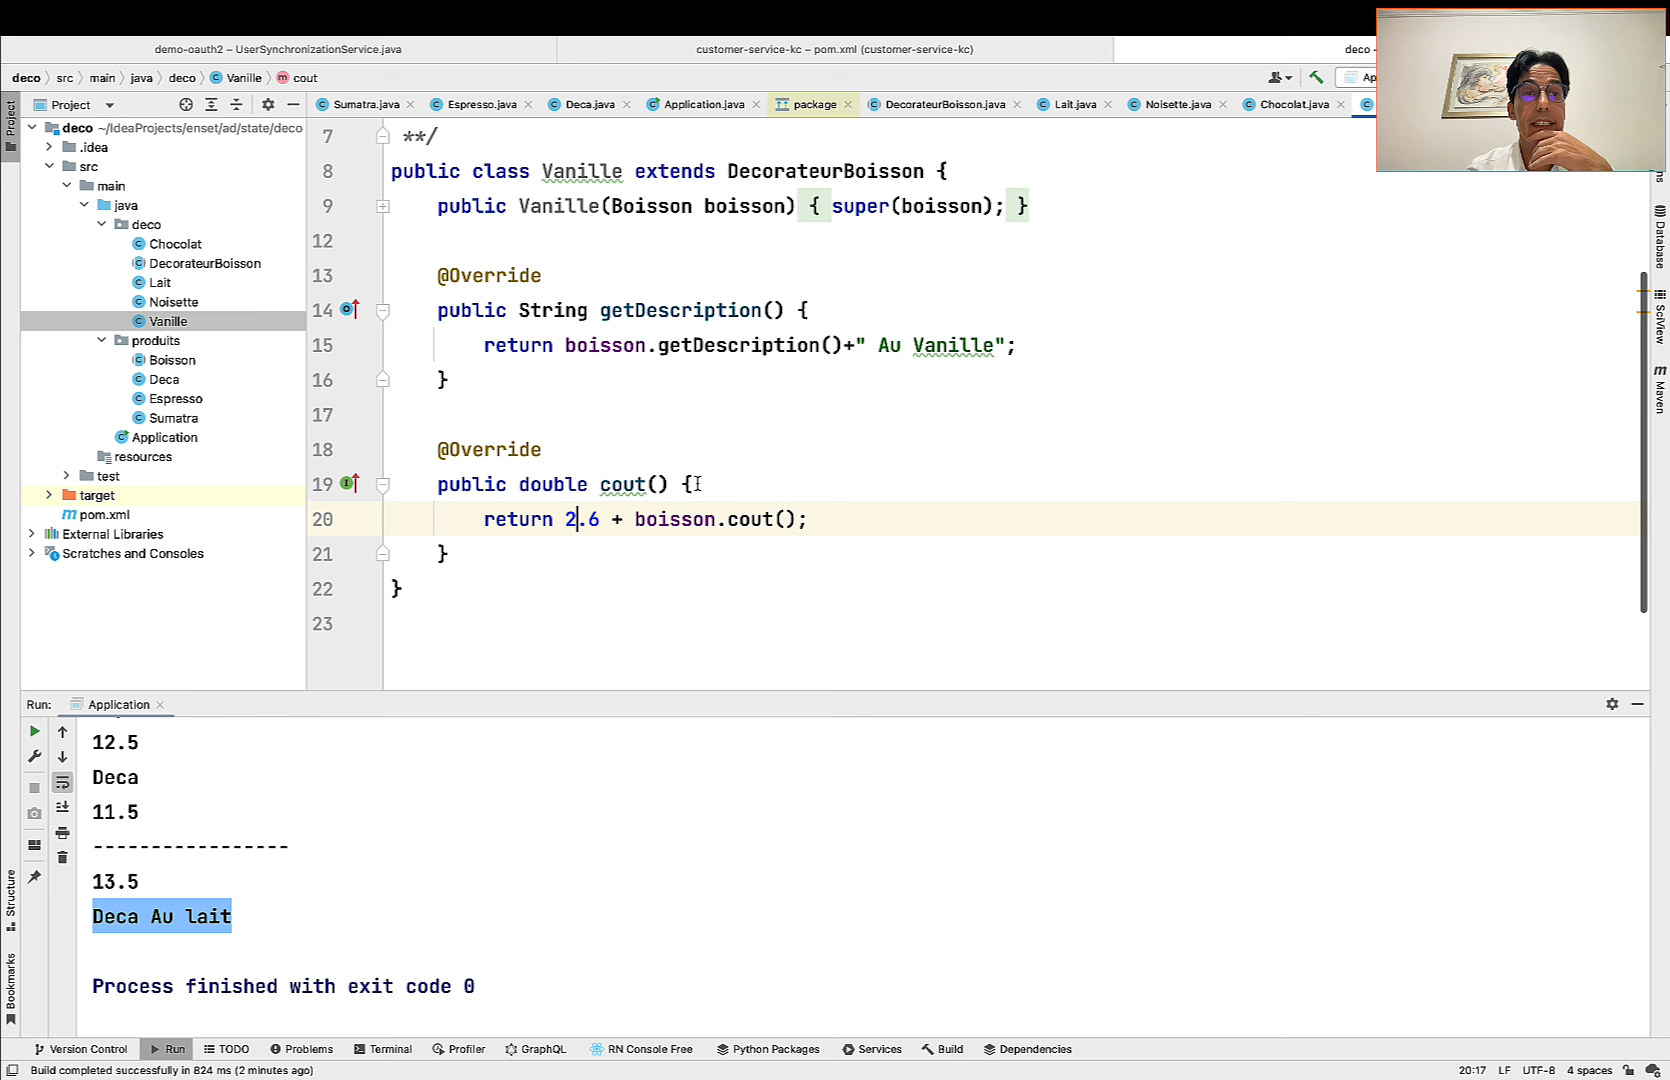 demo-oauth2 – UserSynchronizationService.java
customer-service-kc – pom.xml (customer-service-kc)
deco -
deco src main java deco Vanille cout
Ap
Project
Project
Sumatra.java
Espresso.java
Deca.java
Application.java
package
DecorateurBoisson.java
Lait.java
Noisette.java
Chocolat.java
deco ~/IdeaProjects/enset/ad/state/deco
.idea
src
main
java
deco
Chocolat
DecorateurBoisson
Lait
Noisette
Vanille
produits
Boisson
Deca
Espresso
Sumatra
Application
resources
test
target
pom.xml
External Libraries
Scratches and Consoles
7 **/
8 public class Vanille extends DecorateurBoisson {
9 public Vanille(Boisson boisson) { super(boisson); }
12
13 @Override
14 public String getDescription() {
15 return boisson.getDescription()+" Au Vanille";
16 }
17
18 @Override
19 public double cout() {
20 return 2.6 + boisson.cout();
21 }
22 }
23
Database
SciView
Maven
Run: Application
12.5
Deca
11.5
-----------------
13.5
Deca Au lait
Process finished with exit code 0
Structure
Bookmarks
Version Control
Run
TODO
Problems
Terminal
Profiler
GraphQL
RN Console Free
Python Packages
Services
Build
Dependencies
Build completed successfully in 824 ms (2 minutes ago)
20:17 LF UTF-8 4 spaces